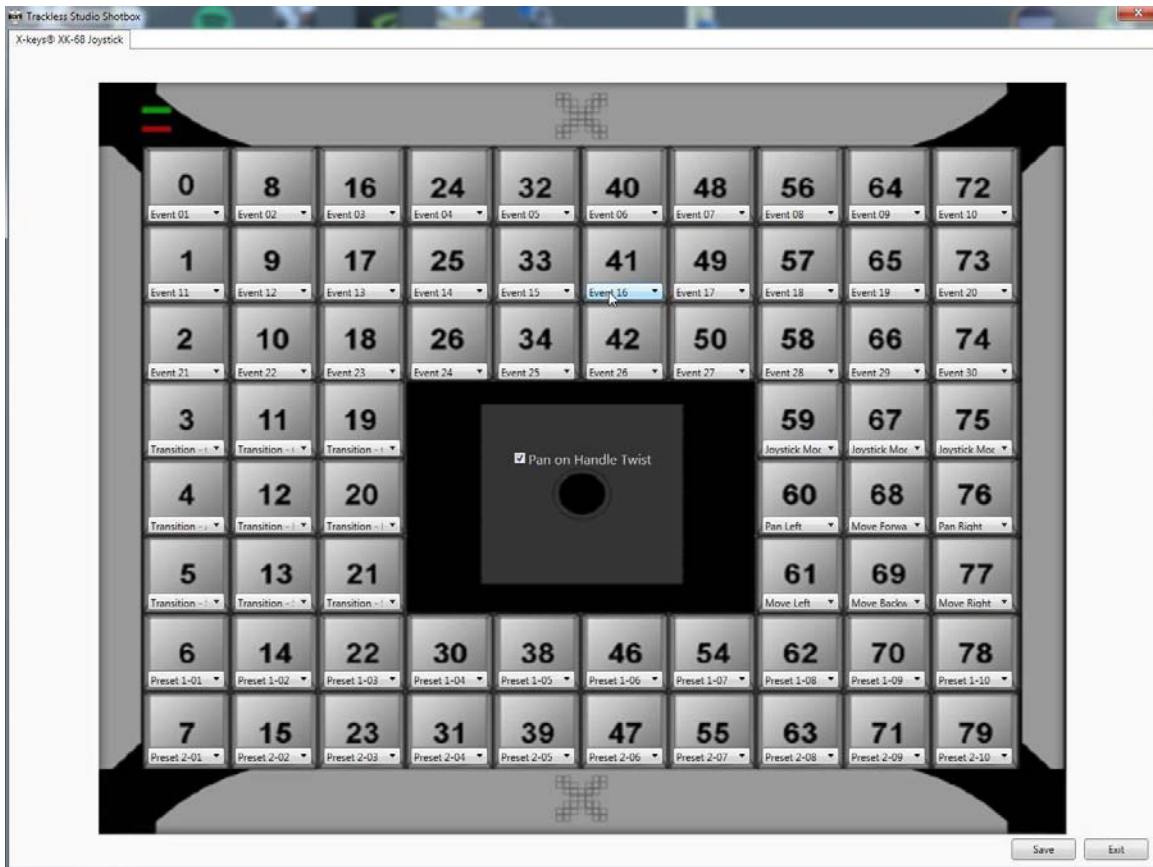 Trackless Studio Shotbox
X-keys® XK-68 Joystick
0 8 16 24 32 40 48 56 64 72
Event 01 Event 02 Event 03 Event 04 Event 05 Event 06 Event 07 Event 08 Event 09 Event 10
1 9 17 25 33 41 49 57 65 73
Event 11 Event 12 Event 13 Event 14 Event 15 Event 16 Event 17 Event 18 Event 19 Event 20
2 10 18 26 34 42 50 58 66 74
Event 21 Event 22 Event 23 Event 24 Event 25 Event 26 Event 27 Event 28 Event 29 Event 30
3 11 19 59 67 75
Transition - Transition - Transition - Joystick Joystick Joystick
Pan on Handle Twist
4 12 20 60 68 76
Transition - Transition - Transition - Pan Left Move Forwa Pan Right
5 13 21 61 69 77
Transition - Transition - Transition - Move Left Move Backw Move Right
6 14 22 30 38 46 54 62 70 78
Preset 1-01 Preset 1-02 Preset 1-03 Preset 1-04 Preset 1-05 Preset 1-06 Preset 1-07 Preset 1-08 Preset 1-09 Preset 1-10
7 15 23 31 39 47 55 63 71 79
Preset 2-01 Preset 2-02 Preset 2-03 Preset 2-04 Preset 2-05 Preset 2-06 Preset 2-07 Preset 2-08 Preset 2-09 Preset 2-10
Save Exit